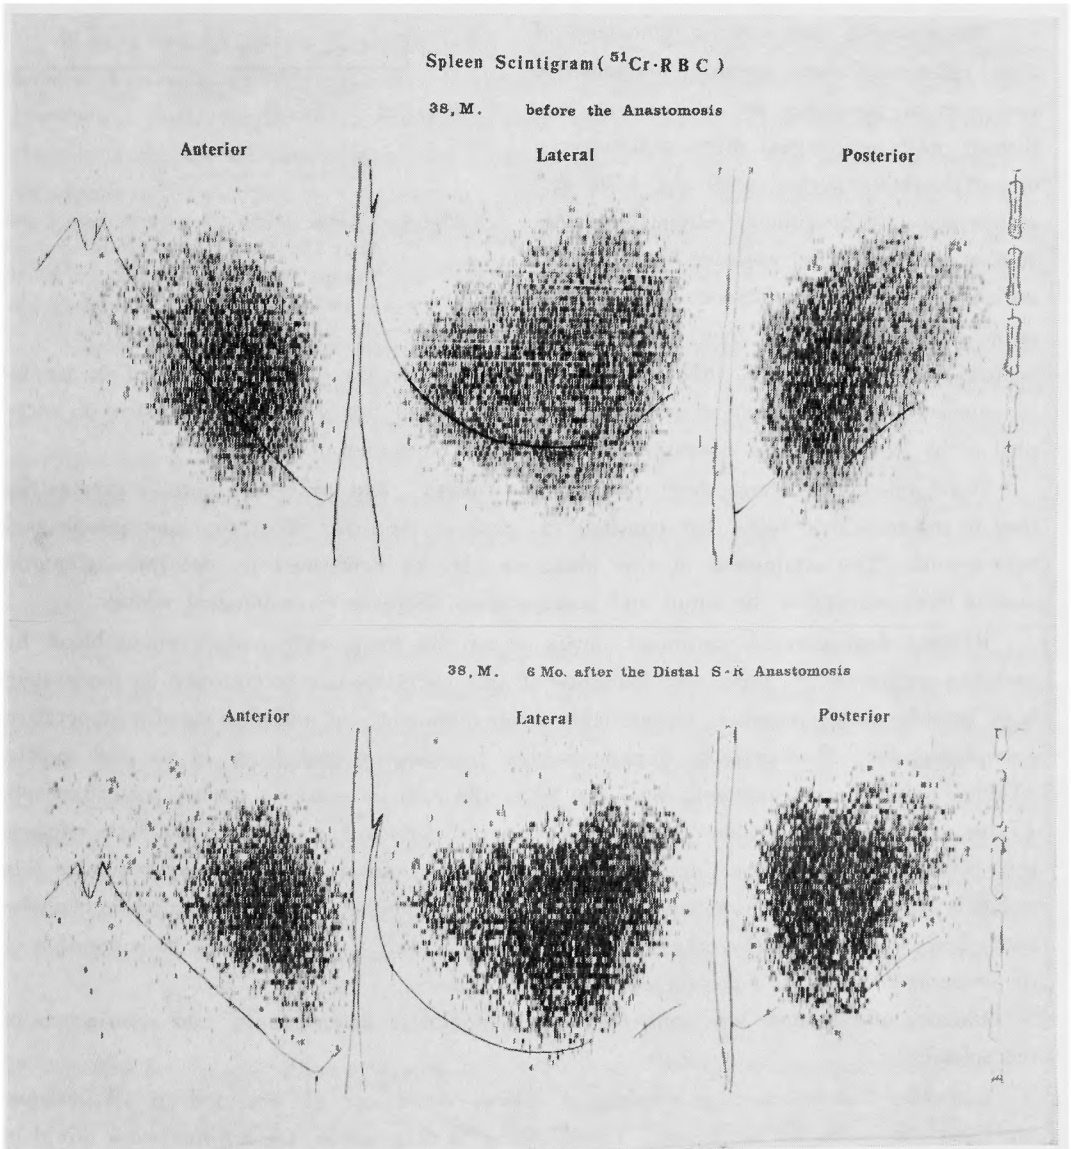 Spleen Scintigram ( ⁵¹Cr·R B C )
38, M. before the Anastomosis
Anterior Lateral Posterior
38, M. 6 Mo. after the Distal S-R Anastomosis
Anterior Lateral Posterior